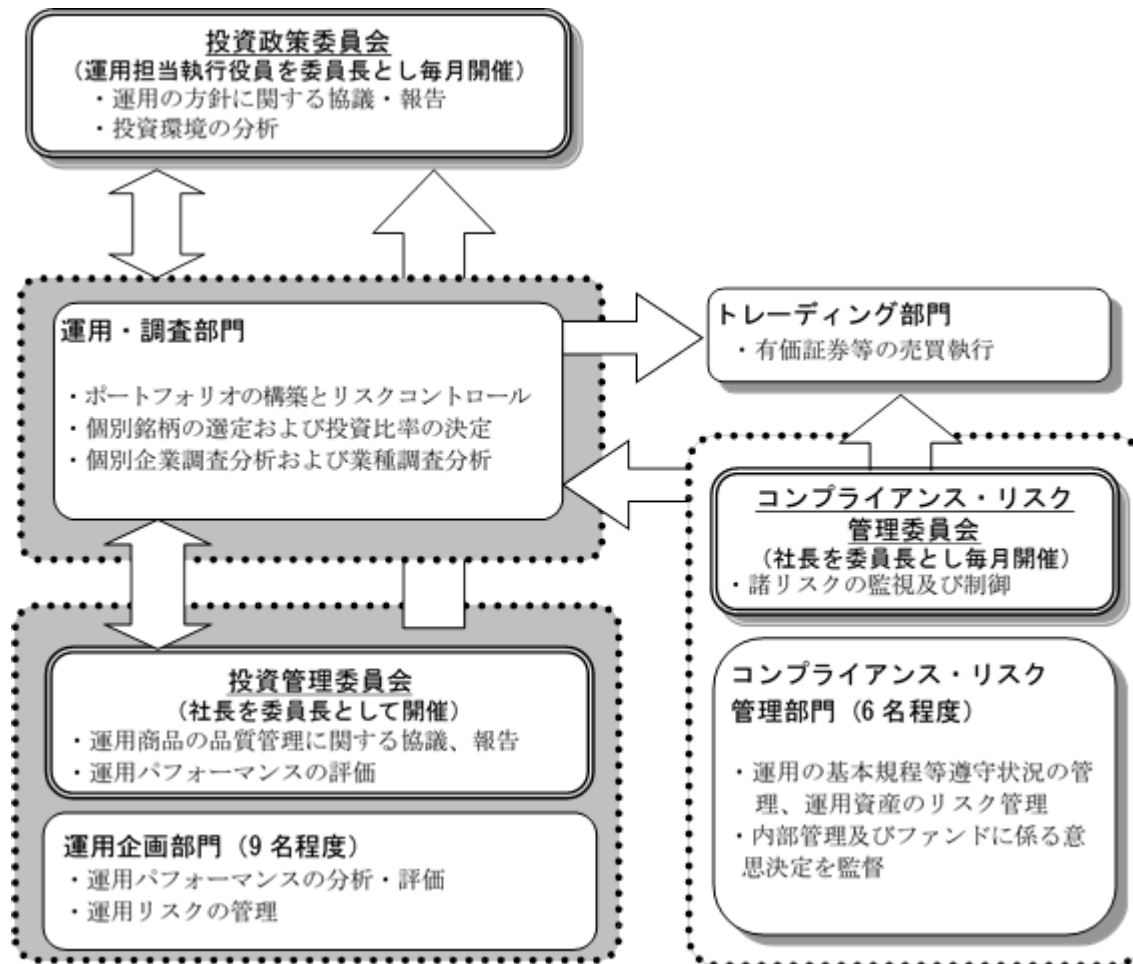 投資政策委員会
（運用担当執行役員を委員長とし毎月開催）
・運用の方針に関する協議・報告
・投資環境の分析
運用・調査部門
・ポートフォリオの構築とリスクコントロール
・個別銘柄の選定および投資比率の決定
・個別企業調査分析および業種調査分析
トレーディング部門
・有価証券等の売買執行
コンプライアンス・リスク
管理委員会
（社長を委員長とし毎月開催）
・諸リスクの監視及び制御
投資管理委員会
（社長を委員長として開催）
・運用商品の品質管理に関する協議、報告
・運用パフォーマンスの評価
運用企画部門（9名程度）
・運用パフォーマンスの分析・評価
・運用リスクの管理
コンプライアンス・リスク
管理部門（6名程度）
・運用の基本規程等遵守状況の管
理、運用資産のリスク管理
・内部管理及びファンドに係る意
思決定を監督